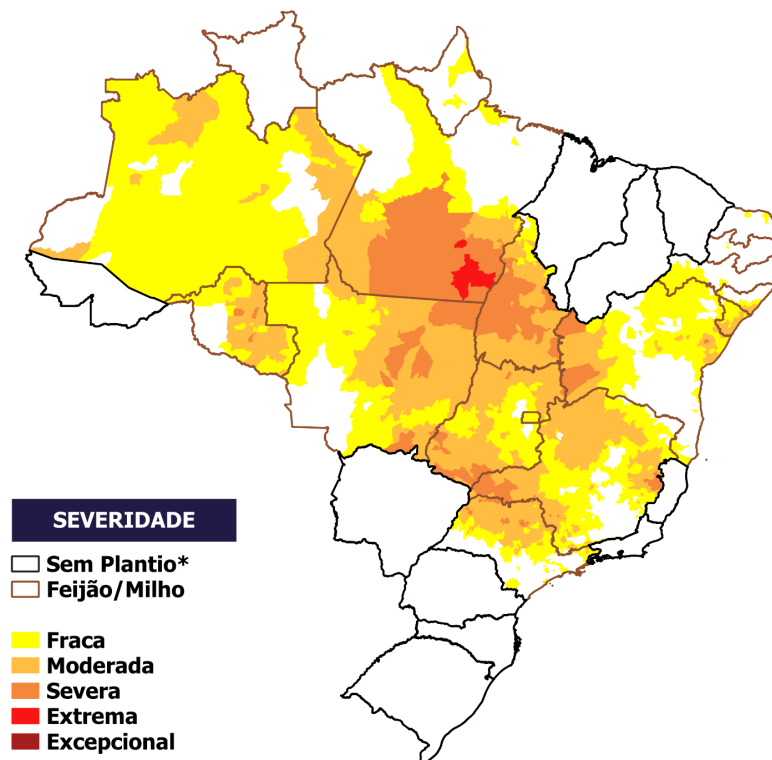 SEVERIDADE
Sem Plantio*
Feijão/Milho
Fraca
Moderada
Severa
Extrema
Excepcional